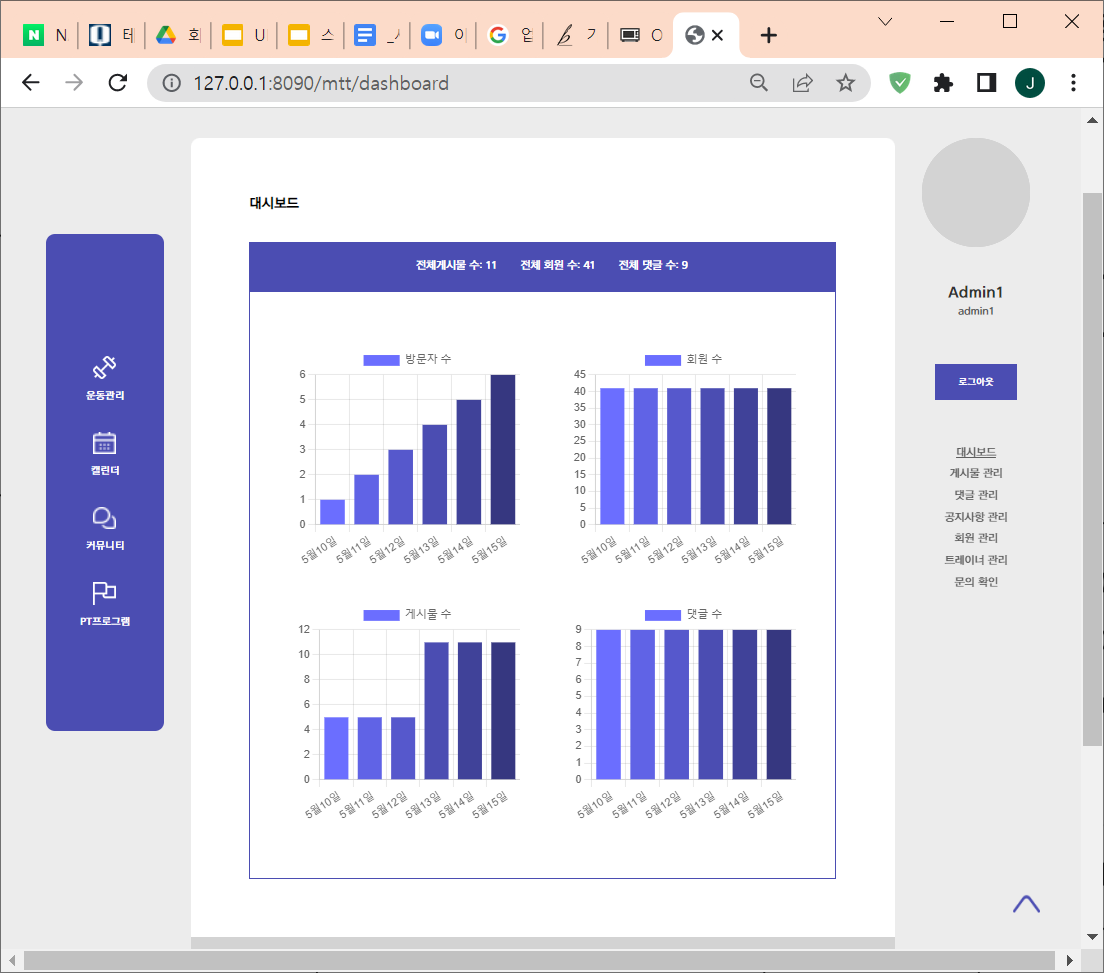 N
테
회
UI
스
이
업
기
127.0.0.1:8090/mtt/dashboard
J
운동관리
캘린더
커뮤니티
PT프로그램
대시보드
전체게시물 수: 11 전체 회원 수: 41 전체 댓글 수: 9
방문자 수
6
5
4
3
2
1
0
5월10일 5월11일 5월12일 5월13일 5월14일 5월15일
회원 수
45
40
35
30
25
20
15
10
5
0
5월10일 5월11일 5월12일 5월13일 5월14일 5월15일
게시물 수
12
10
8
6
4
2
0
5월10일 5월11일 5월12일 5월13일 5월14일 5월15일
댓글 수
9
8
7
6
5
4
3
2
1
0
5월10일 5월11일 5월12일 5월13일 5월14일 5월15일
Admin1
admin1
로그아웃
대시보드
게시물 관리
댓글 관리
공지사항 관리
회원 관리
트레이너 관리
문의 확인